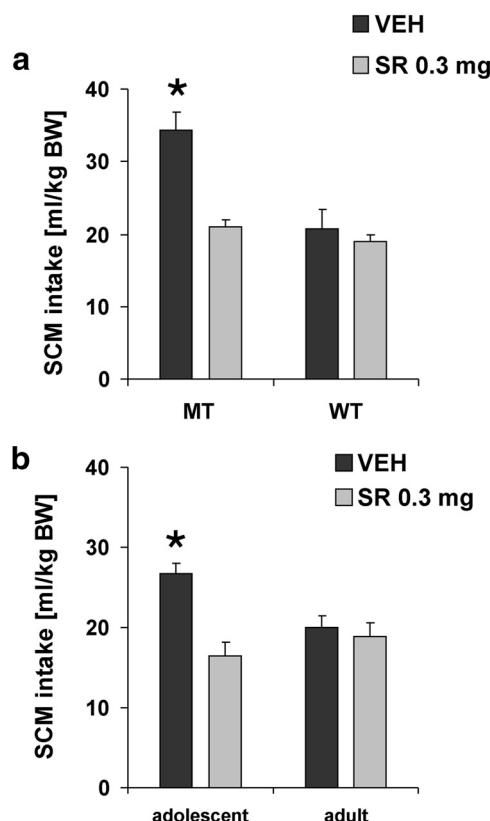 VEH
SR 0.3 mg
a
SCM intake [ml/kg BW]
40
30
20
10
0
*
MT
WT
b
VEH
SR 0.3 mg
SCM intake [ml/kg BW]
40
30
20
10
0
*
adolescent
adult